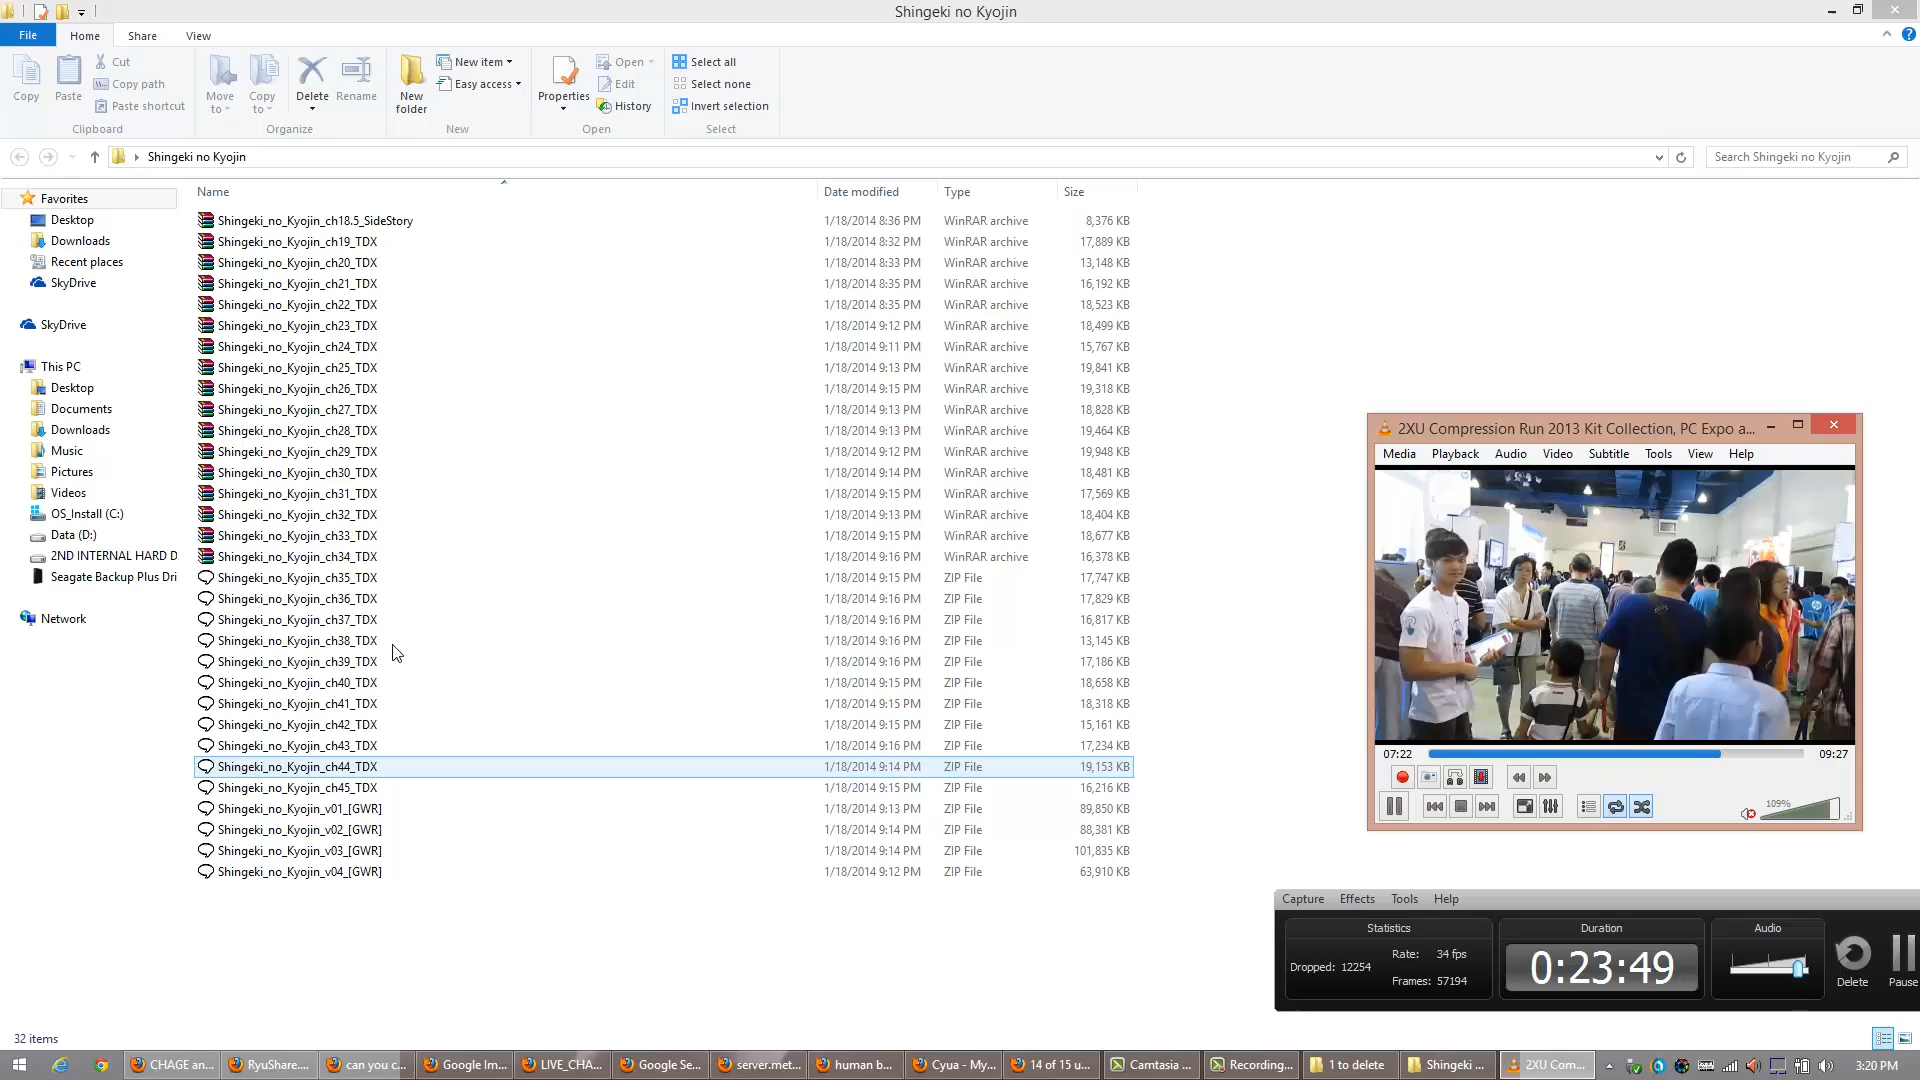 Shingeki no Kyojin
File Home Share View
Copy Paste Cut Copy path Paste shortcut
Clipboard
Move to Copy to Delete Rename
Organize
New folder New item Easy access
New
Properties Open Edit History
Open
Select all Select none Invert selection
Select
Shingeki no Kyojin Search Shingeki no Kyojin
Name Date modified Type Size
Shingeki_no_Kyojin_ch18.5_SideStory 1/18/2014 8:36 PM WinRAR archive 8,376 KB
Shingeki_no_Kyojin_ch19_TDX 1/18/2014 8:32 PM WinRAR archive 17,889 KB
Shingeki_no_Kyojin_ch20_TDX 1/18/2014 8:33 PM WinRAR archive 13,148 KB
Shingeki_no_Kyojin_ch21_TDX 1/18/2014 8:35 PM WinRAR archive 16,192 KB
Shingeki_no_Kyojin_ch22_TDX 1/18/2014 8:35 PM WinRAR archive 18,523 KB
Shingeki_no_Kyojin_ch23_TDX 1/18/2014 9:12 PM WinRAR archive 18,499 KB
Shingeki_no_Kyojin_ch24_TDX 1/18/2014 9:11 PM WinRAR archive 15,767 KB
Shingeki_no_Kyojin_ch25_TDX 1/18/2014 9:13 PM WinRAR archive 19,841 KB
Shingeki_no_Kyojin_ch26_TDX 1/18/2014 9:15 PM WinRAR archive 19,318 KB
Shingeki_no_Kyojin_ch27_TDX 1/18/2014 9:13 PM WinRAR archive 18,828 KB
Shingeki_no_Kyojin_ch28_TDX 1/18/2014 9:13 PM WinRAR archive 19,464 KB
Shingeki_no_Kyojin_ch29_TDX 1/18/2014 9:12 PM WinRAR archive 19,948 KB
Shingeki_no_Kyojin_ch30_TDX 1/18/2014 9:14 PM WinRAR archive 18,481 KB
Shingeki_no_Kyojin_ch31_TDX 1/18/2014 9:15 PM WinRAR archive 17,569 KB
Shingeki_no_Kyojin_ch32_TDX 1/18/2014 9:13 PM WinRAR archive 18,404 KB
Shingeki_no_Kyojin_ch33_TDX 1/18/2014 9:15 PM WinRAR archive 18,677 KB
Shingeki_no_Kyojin_ch34_TDX 1/18/2014 9:16 PM WinRAR archive 16,378 KB
Shingeki_no_Kyojin_ch35_TDX 1/18/2014 9:15 PM ZIP File 17,747 KB
Shingeki_no_Kyojin_ch36_TDX 1/18/2014 9:16 PM ZIP File 17,829 KB
Shingeki_no_Kyojin_ch37_TDX 1/18/2014 9:16 PM ZIP File 16,817 KB
Shingeki_no_Kyojin_ch38_TDX 1/18/2014 9:16 PM ZIP File 13,145 KB
Shingeki_no_Kyojin_ch39_TDX 1/18/2014 9:16 PM ZIP File 17,186 KB
Shingeki_no_Kyojin_ch40_TDX 1/18/2014 9:15 PM ZIP File 18,658 KB
Shingeki_no_Kyojin_ch41_TDX 1/18/2014 9:15 PM ZIP File 18,318 KB
Shingeki_no_Kyojin_ch42_TDX 1/18/2014 9:15 PM ZIP File 15,161 KB
Shingeki_no_Kyojin_ch43_TDX 1/18/2014 9:16 PM ZIP File 17,234 KB
Shingeki_no_Kyojin_ch44_TDX 1/18/2014 9:14 PM ZIP File 19,153 KB
Shingeki_no_Kyojin_ch45_TDX 1/18/2014 9:15 PM ZIP File 16,216 KB
Shingeki_no_Kyojin_v01_[GWR] 1/18/2014 9:13 PM ZIP File 89,850 KB
Shingeki_no_Kyojin_v02_[GWR] 1/18/2014 9:14 PM ZIP File 88,381 KB
Shingeki_no_Kyojin_v03_[GWR] 1/18/2014 9:14 PM ZIP File 101,835 KB
Shingeki_no_Kyojin_v04_[GWR] 1/18/2014 9:12 PM ZIP File 63,910 KB
Favorites
Desktop
Downloads
Recent places
SkyDrive
SkyDrive
This PC
Desktop
Documents
Downloads
Music
Pictures
Videos
OS_Install (C:)
Data (D:)
2ND INTERNAL HARD D
Seagate Backup Plus Dri
Network
2XU Compression Run 2013 Kit Collection, PC Expo a...
Media Playback Audio Video Subtitle Tools View Help
07:22 09:27
109%
Capture Effects Tools Help
Statistics Duration Audio
Dropped: 12254 Rate: 34 fps
Frames: 57194
0:23:49
Delete Pause
32 items
CHAGE an... RyuShare.... can you c... Google Im... LIVE_CHA... Google Se... server.met... human b... Cyua - My... 14 of 15 u... Camtasia ... Recording... 1 to delete Shingeki ... 2XU Com... 3:20 PM